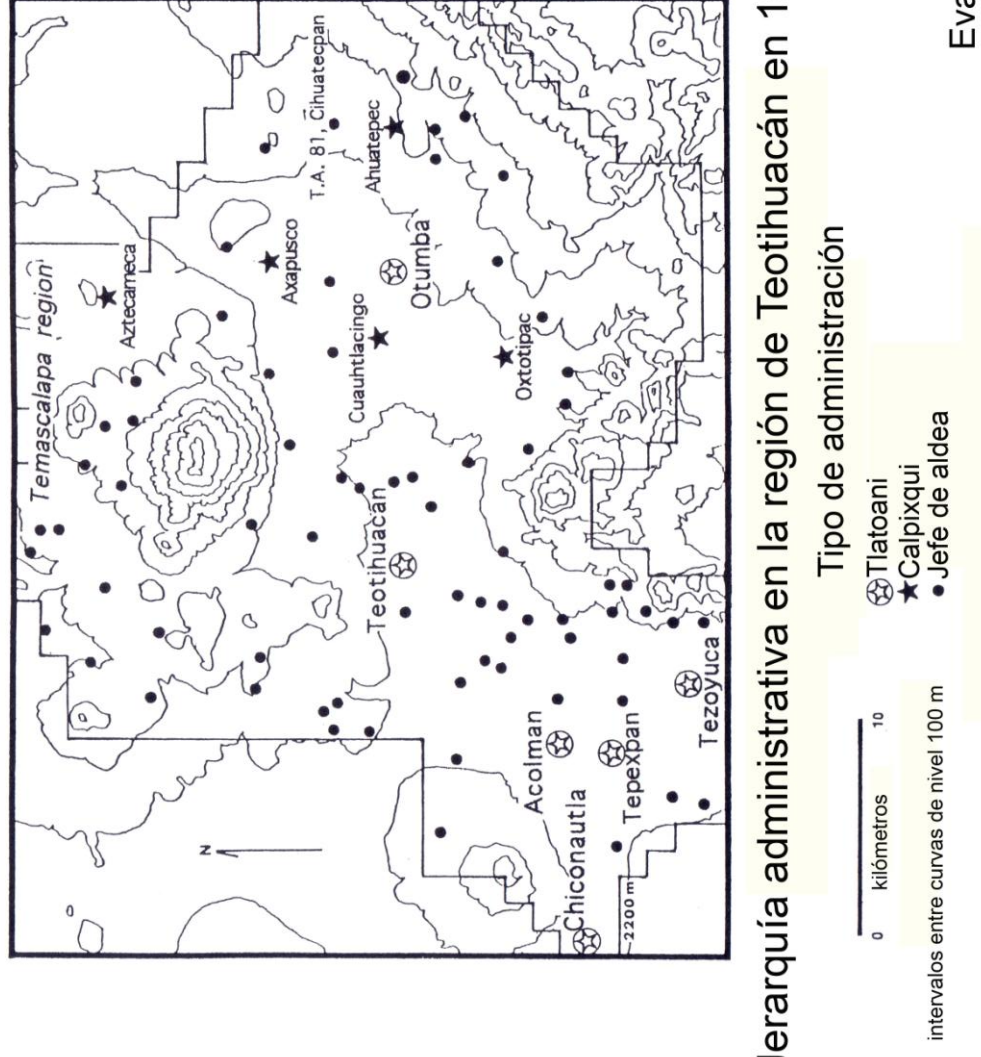 Temascalapa region
Aztecameca
T.A. 81, Cihuatecpan
Axapusco
Ahuatepec
Cuauhtlacingo
Otumba
Teotihuacán
Oxtotipac
N
Acolman
Chiconautla
Tepexpan
Tezoyuca
2200 m
Jerarquía administrativa en la región de Teotihuacán en 1
Tipo de administración
Tlatoani
Calpixqui
Jefe de aldea
0 kilómetros 10
intervalos entre curvas de nivel 100 m
Eva